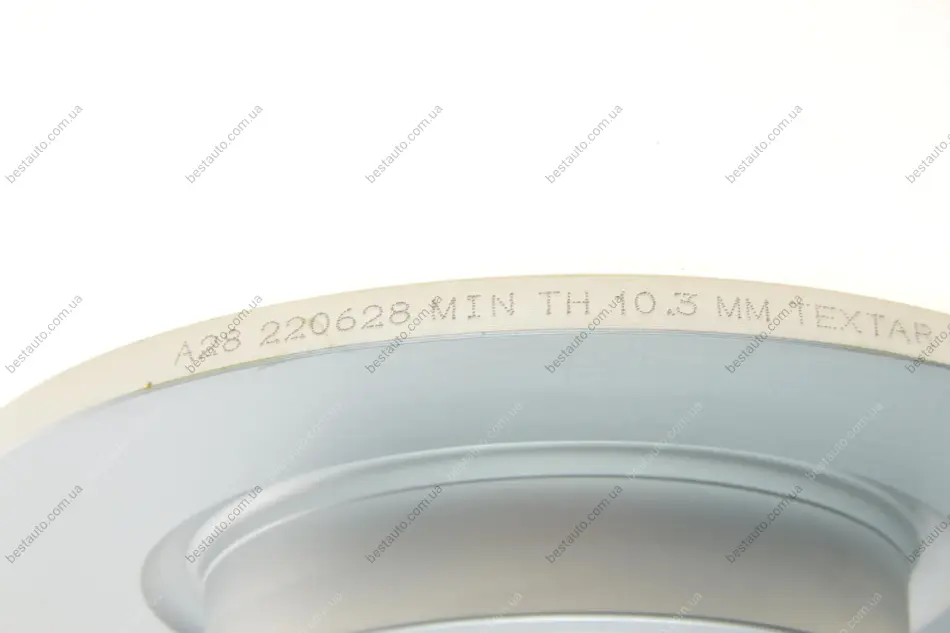 A28 220628 MIN TH 10.3 MM TEXTAR
bestauto.com.ua